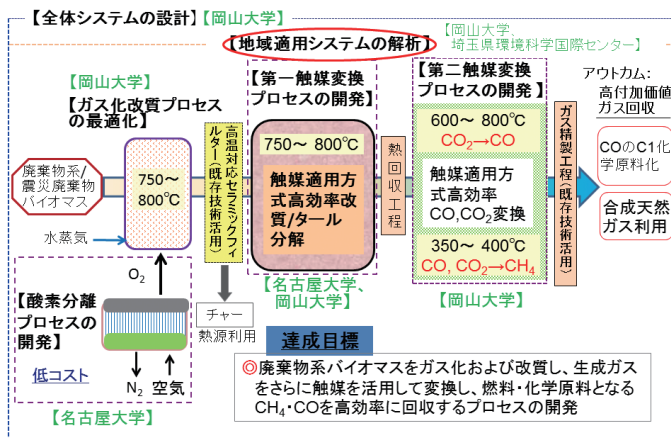 【全体システムの設計】【岡山大学】
【地域適用システムの解析】
【岡山大学、
埼玉県環境科学国際センター】
【岡山大学】
【ガス化改質プロセス
の最適化】
廃棄物系/
震災廃棄物
バイオマス
水蒸気
750～
800℃
O2
【酸素分離
プロセスの
開発】
低コスト
N2
空気
【名古屋大学】
高温対応セラミックフィ
ルター(既存技術活用)
チャー
熱源利用
【第一触媒変換
プロセスの開発】
750～ 800℃
触媒適用方
式高効率改
質/タール
分解
【名古屋大学、
岡山大学】
熱回収工程
【第二触媒変換
プロセスの開発】
600～ 800℃
CO2→CO
触媒適用方
式高効率
CO,CO2変換
350～ 400℃
CO, CO2→CH4
【岡山大学】
ガス精製工程(既存技術活用)
アウトカム:
高付加価値
ガス回収
COのC1化
学原料化
合成天然
ガス利用
達成目標
◎廃棄物系バイオマスをガス化および改質し、生成ガス
をさらに触媒を活用して変換し、燃料・化学原料となる
CH4・COを高効率に回収するプロセスの開発